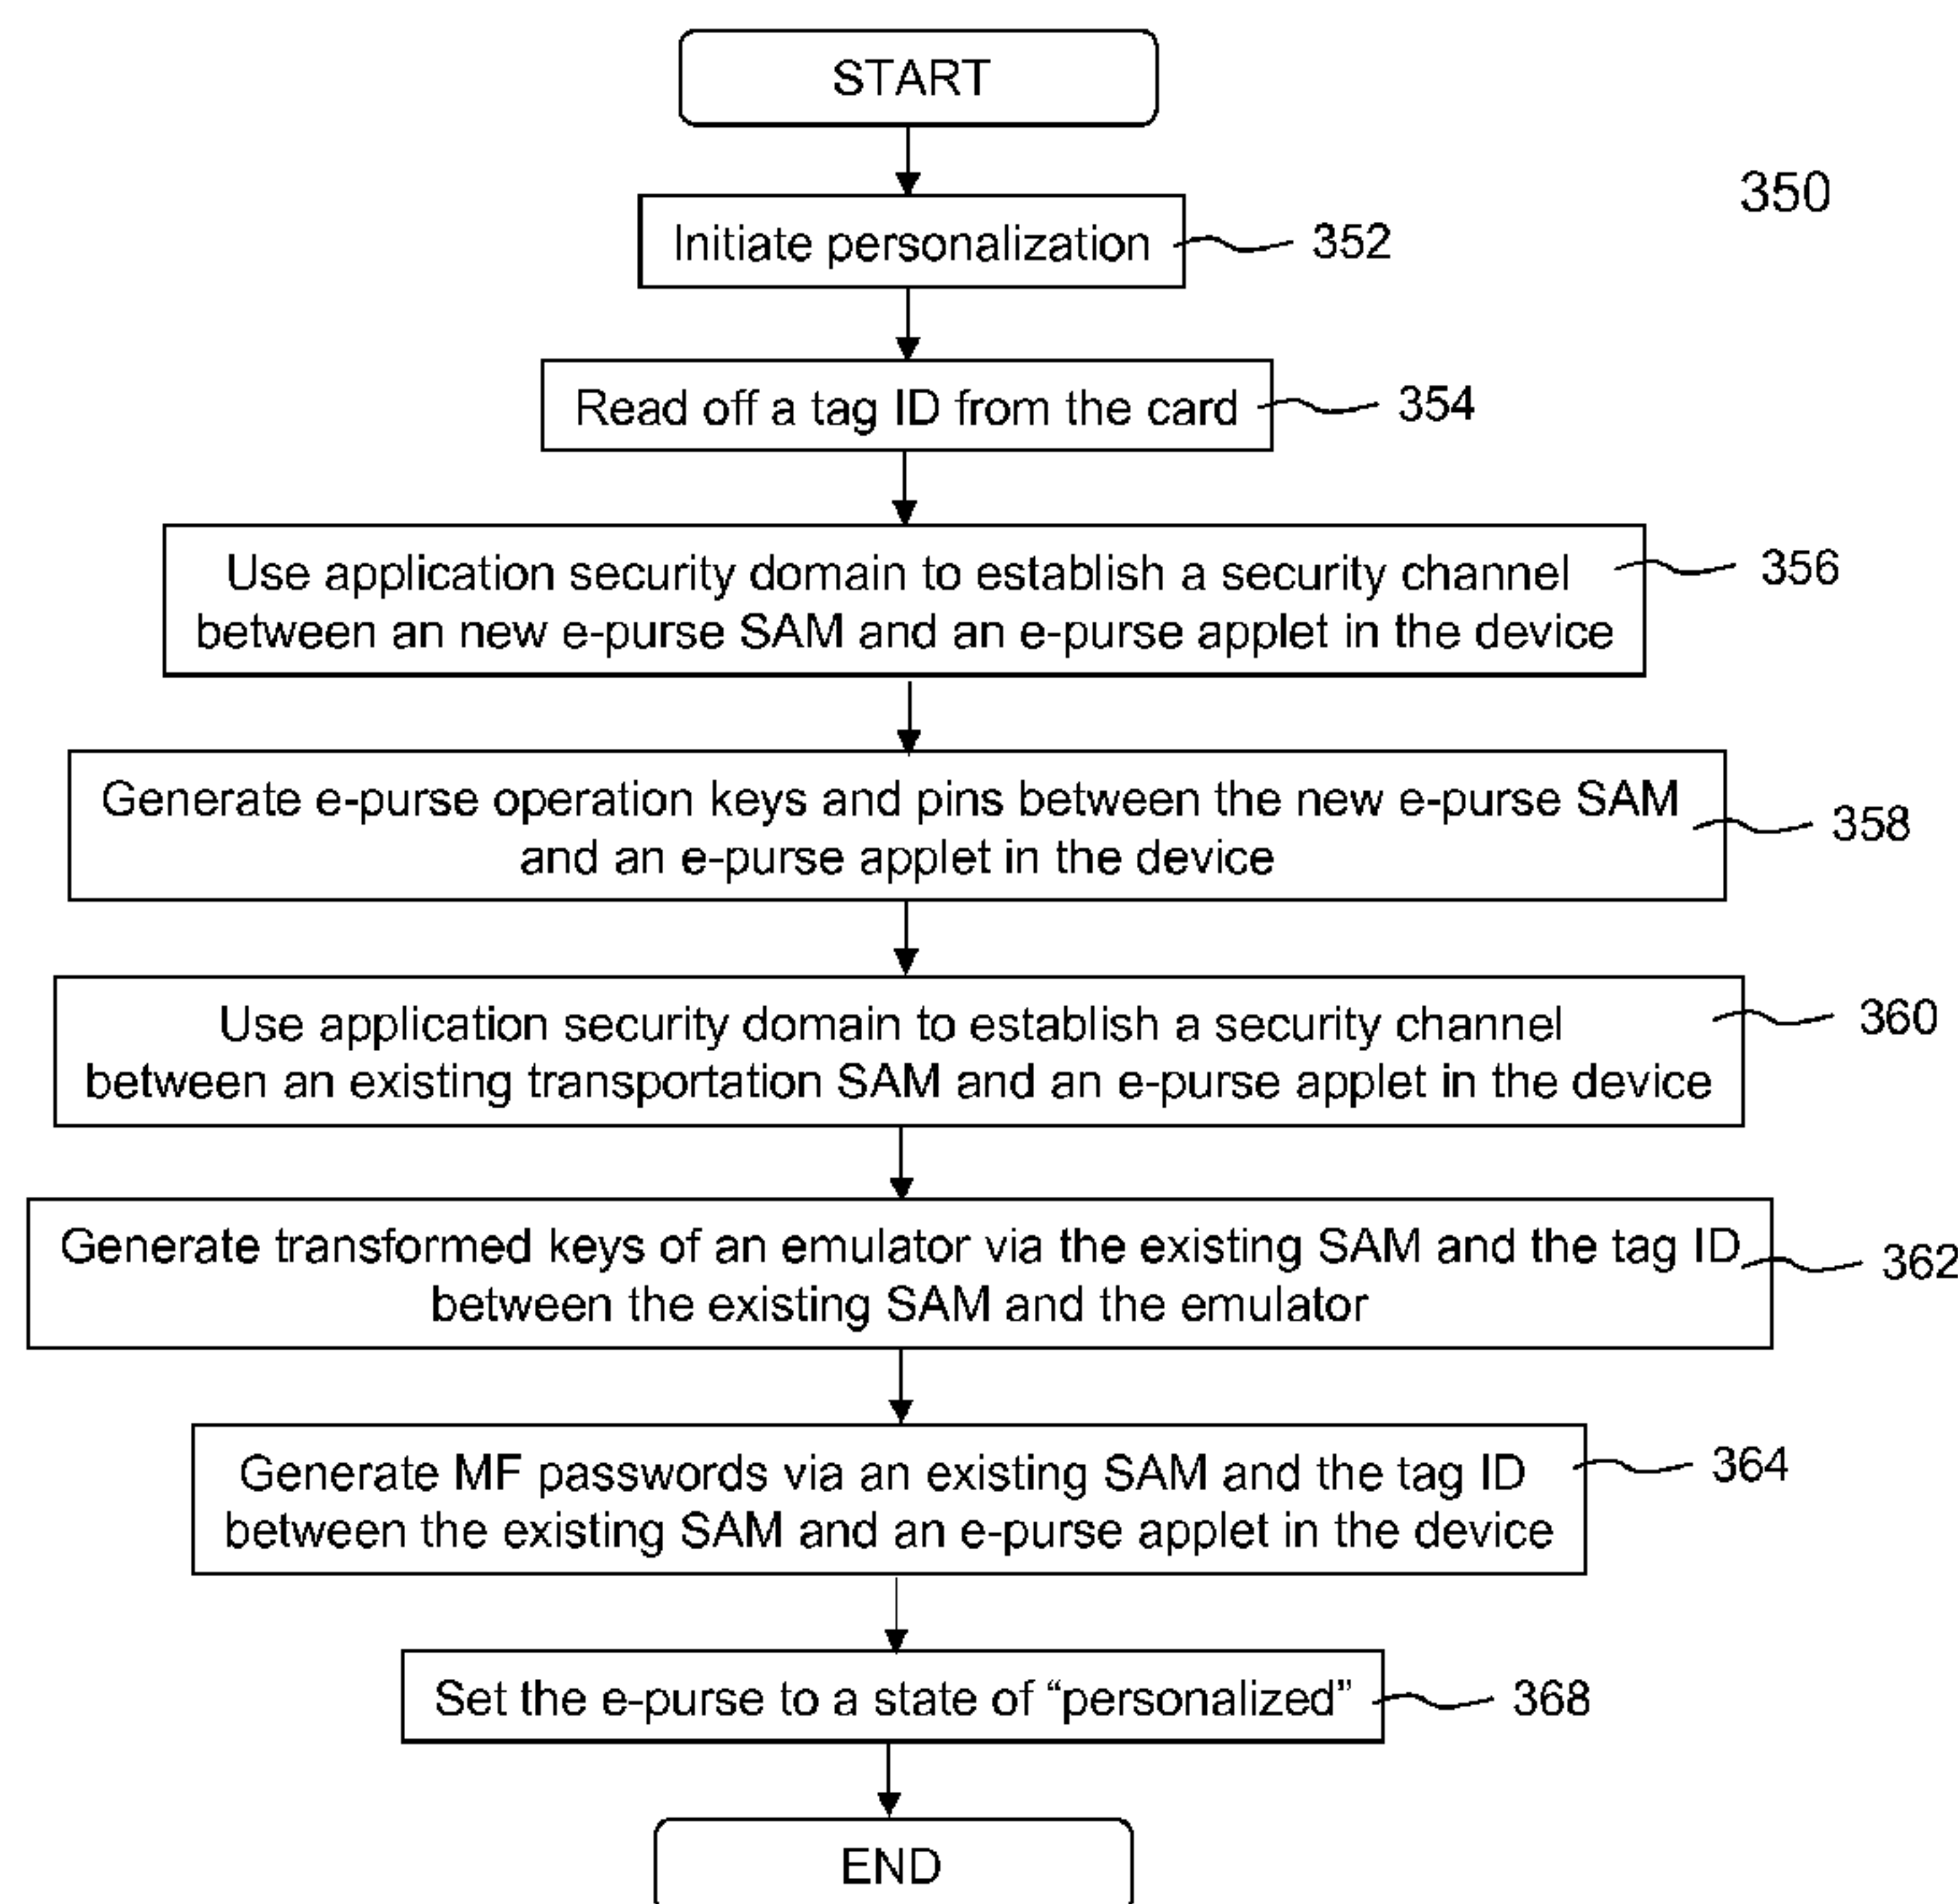 START
350
Initiate personalization
352
Read off a tag ID from the card
354
Use application security domain to establish a security channel
between an new e-purse SAM and an e-purse applet in the device
356
Generate e-purse operation keys and pins between the new e-purse SAM
and an e-purse applet in the device
358
Use application security domain to establish a security channel
between an existing transportation SAM and an e-purse applet in the device
360
Generate transformed keys of an emulator via the existing SAM and the tag ID
between the existing SAM and the emulator
362
Generate MF passwords via an existing SAM and the tag ID
between the existing SAM and an e-purse applet in the device
364
Set the e-purse to a state of “personalized”
368
END